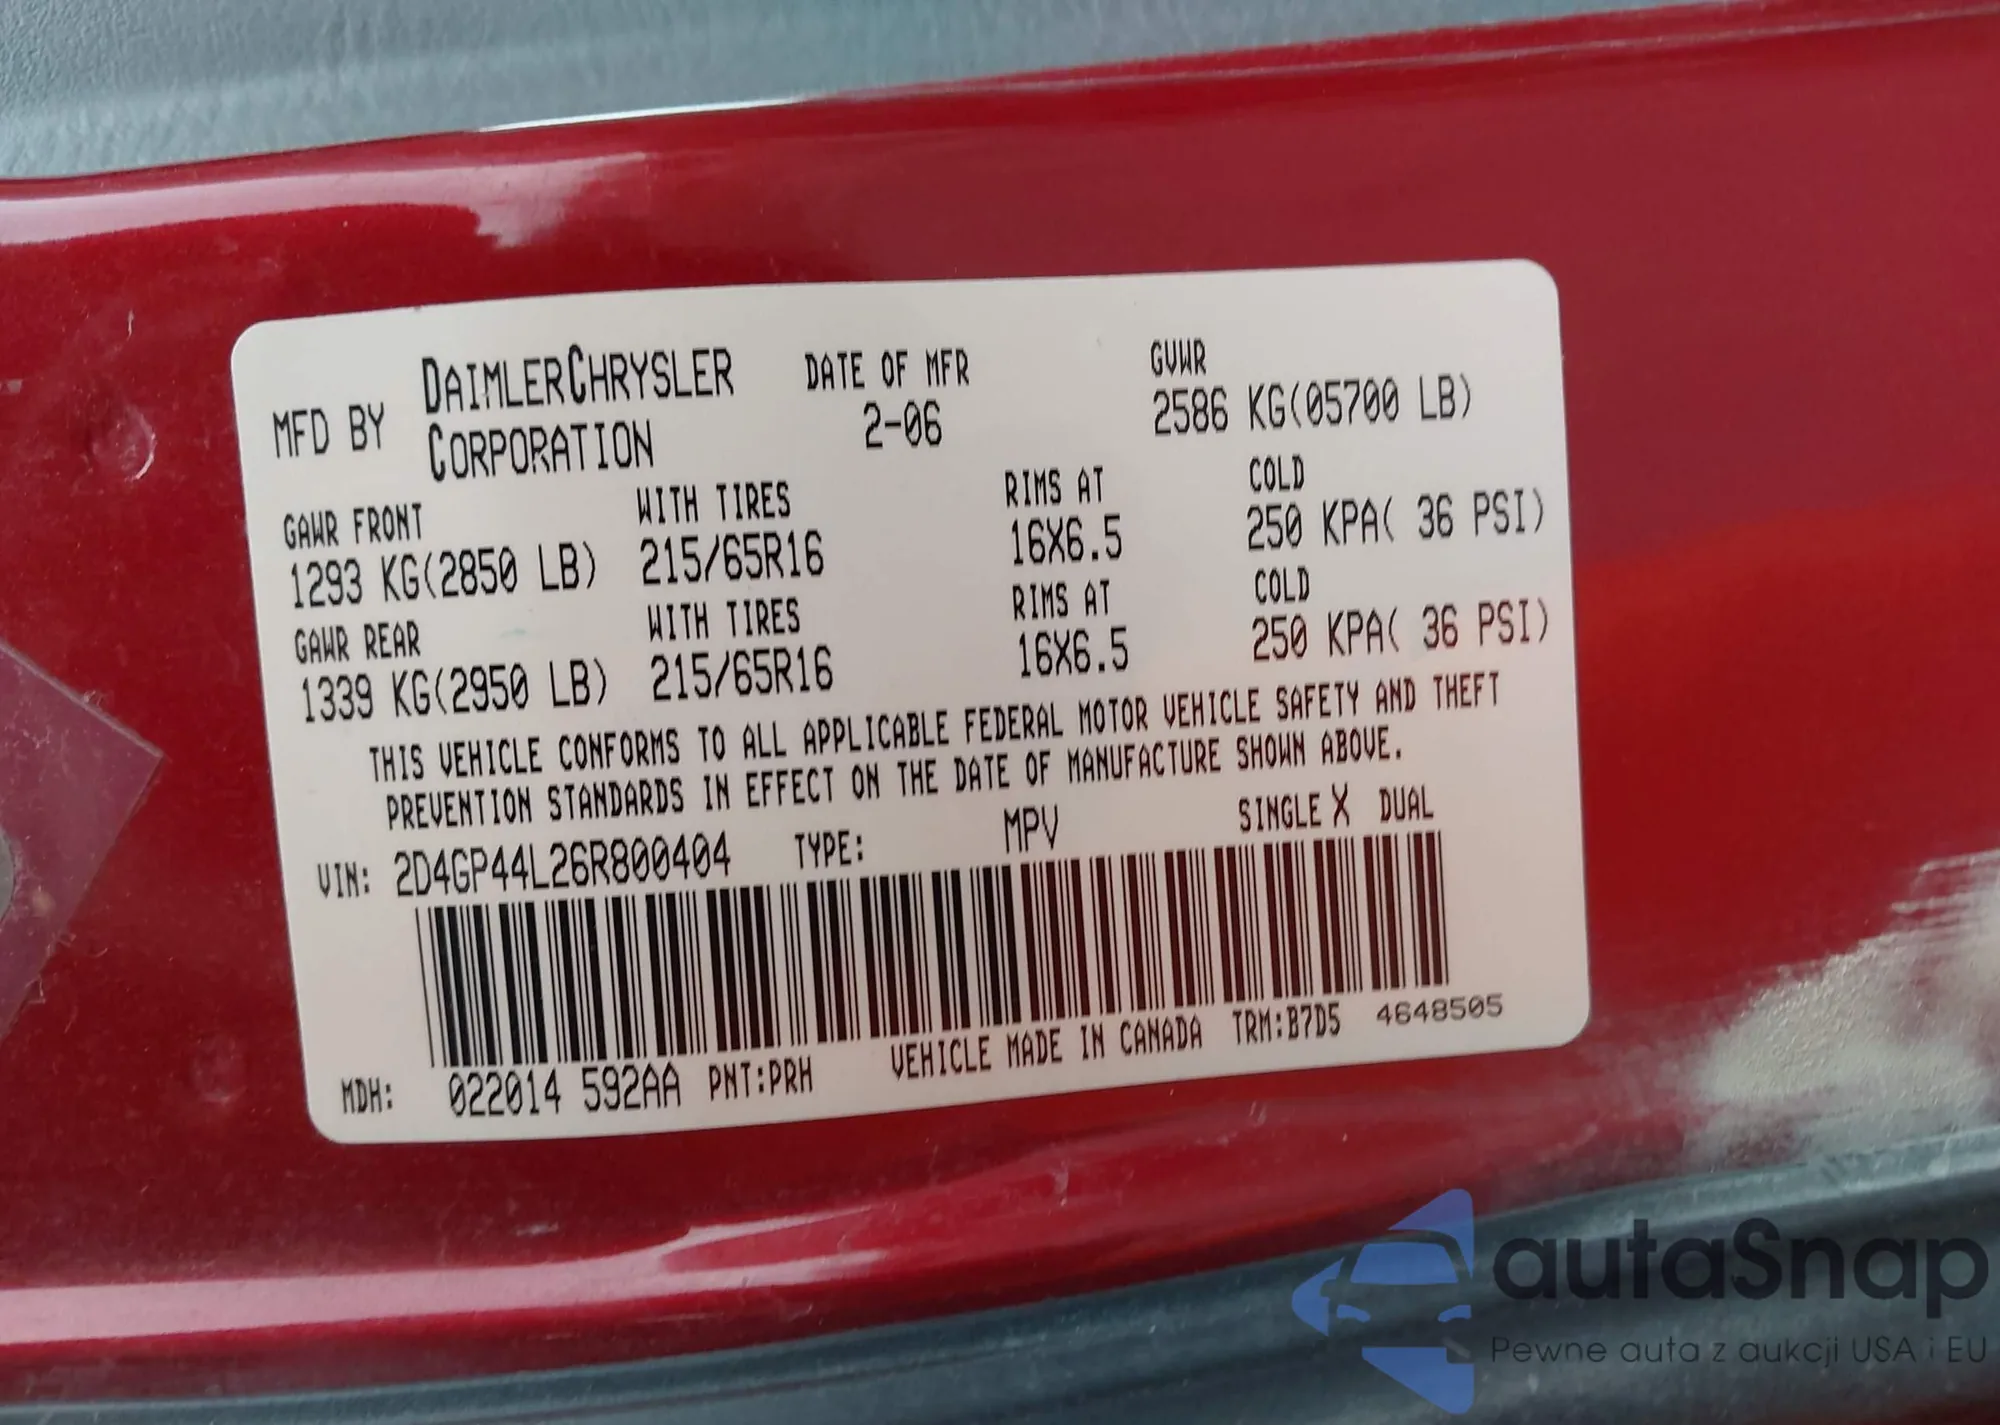 MFD BY DAIMLERCHRYSLER CORPORATION
DATE OF MFR
2-06
GVWR
2586 KG(05700 LB)
GAWR FRONT WITH TIRES RIMS AT COLD
1293 KG(2850 LB) 215/65R16 16X6.5 250 KPA( 36 PSI)
GAWR REAR WITH TIRES RIMS AT COLD
1339 KG(2950 LB) 215/65R16 16X6.5 250 KPA( 36 PSI)
THIS VEHICLE CONFORMS TO ALL APPLICABLE FEDERAL MOTOR VEHICLE SAFETY AND THEFT
PREVENTION STANDARDS IN EFFECT ON THE DATE OF MANUFACTURE SHOWN ABOVE.
VIN: 2D4GP44L26R800404 TYPE: MPV SINGLE X DUAL
MDH: 022014 592AA PNT:PRH VEHICLE MADE IN CANADA TRM:B7D5 4648505
autaSnap
Pewne auta z aukcji USA i EU